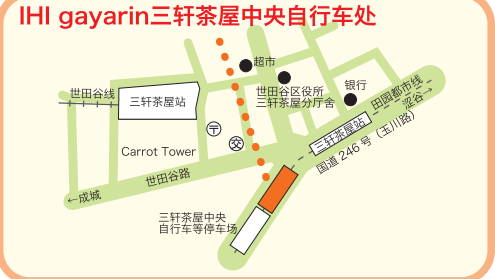 IHI gayarin三轩茶屋中央自行车处
超市
世田谷区役所
三轩茶屋分厅舍
银行
田园都市线
涩谷→
世田谷线
三轩茶屋站
〒
交
三轩茶屋站
国道 246 号（玉川路）
Carrot Tower
世田谷路
←成城
三轩茶屋中央
自行车等停车场